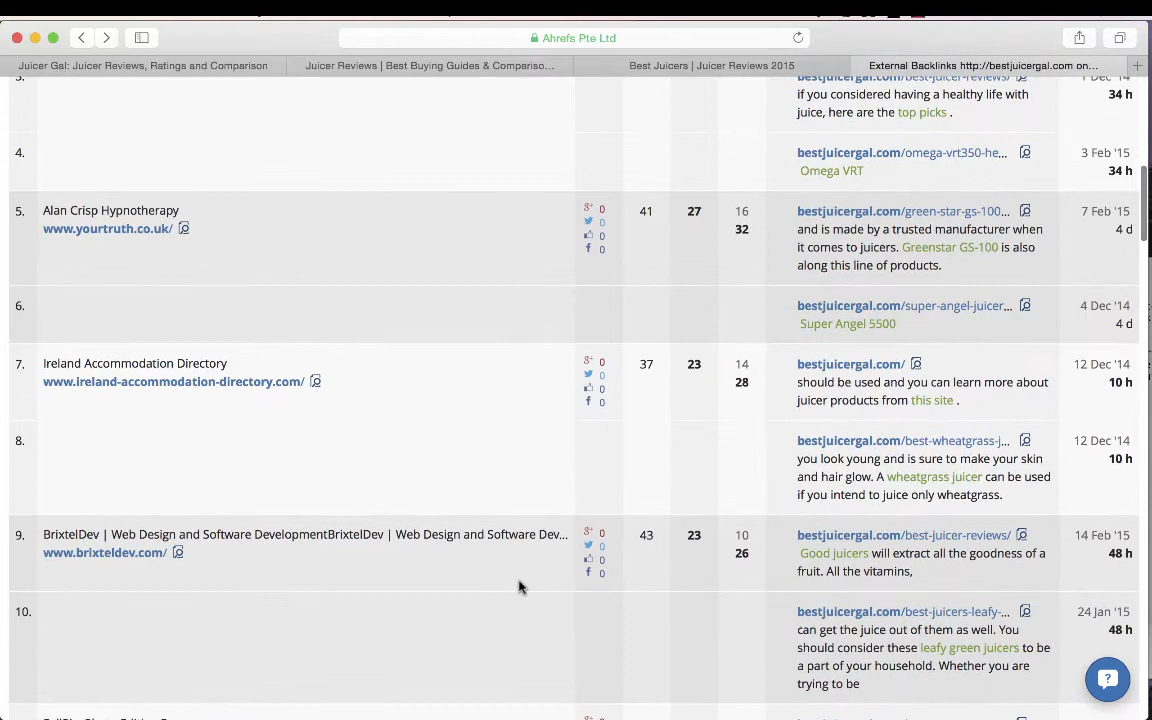 Ahrefs Pte Ltd
Juicer Gal: Juicer Reviews, Ratings and Comparison
Juicer Reviews | Best Buying Guides & Compariso...
Best Juicers | Juicer Reviews 2015
External Backlinks http://bestjuicergal.com on...
3.
bestjuicergal.com/best-juicer-reviews/
1 Dec '14
if you considered having a healthy life with
34 h
juice, here are the top picks .
4.
bestjuicergal.com/omega-vrt350-he...
3 Feb '15
Omega VRT
34 h
5.
Alan Crisp Hypnotherapy
www.yourtruth.co.uk/
0
0
0
0
41
27
16
32
bestjuicergal.com/green-star-gs-100...
7 Feb '15
and is made by a trusted manufacturer when
4 d
it comes to juicers. Greenstar GS-100 is also
along this line of products.
6.
bestjuicergal.com/super-angel-juicer...
4 Dec '14
Super Angel 5500
4 d
7.
Ireland Accommodation Directory
www.ireland-accommodation-directory.com/
0
0
0
0
37
23
14
28
bestjuicergal.com/
12 Dec '14
should be used and you can learn more about
10 h
juicer products from this site .
8.
bestjuicergal.com/best-wheatgrass-j...
12 Dec '14
you look young and is sure to make your skin
10 h
and hair glow. A wheatgrass juicer can be used
if you intend to juice only wheatgrass.
9.
BrixtelDev | Web Design and Software DevelopmentBrixtelDev | Web Design and Software Dev...
www.brixteldev.com/
0
0
0
0
43
23
10
26
bestjuicergal.com/best-juicer-reviews/
14 Feb '15
Good juicers will extract all the goodness of a
48 h
fruit. All the vitamins,
10.
bestjuicergal.com/best-juicers-leafy-...
24 Jan '15
can get the juice out of them as well. You
48 h
should consider these leafy green juicers to be
a part of your household. Whether you are
trying to be